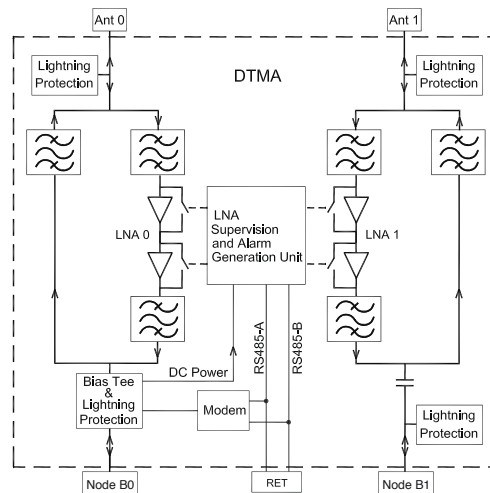 Ant 0
Ant 1
Lightning
Protection
DTMA
Lightning
Protection
LNA 0
LNA
Supervision
and Alarm
Generation Unit
LNA 1
DC Power
RS485-A
RS485-B
Bias Tee
&
Lightning
Protection
Modem
Lightning
Protection
Node B0
RET
Node B1